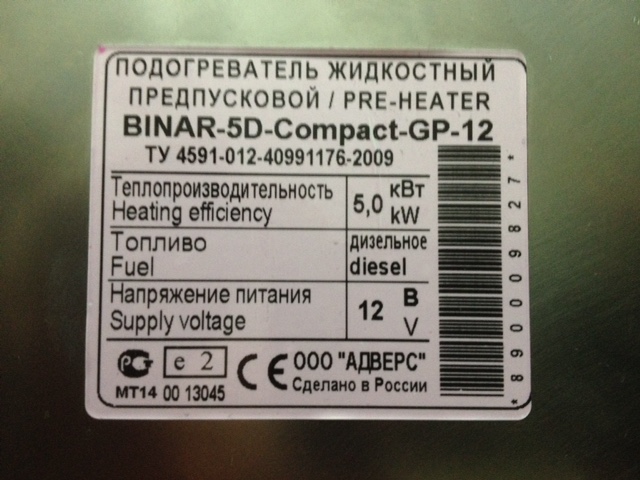 ПОДОГРЕВАТЕЛЬ ЖИДКОСТНЫЙ
ПРЕДПУСКОВОЙ / PRE-HEATER
BINAR-5D-Compact-GP-12
ТУ 4591-012-40991176-2009
Теплопроизводительность
Heating efficiency
5,0 кВт
kW
Топливо
Fuel
дизельное
diesel
Напряжение питания
Supply voltage
12 В
V
РСТ
e 2
CE
ООО "АДВЕРС"
Сделано в России
МТ14 00 13045
*8900009827*